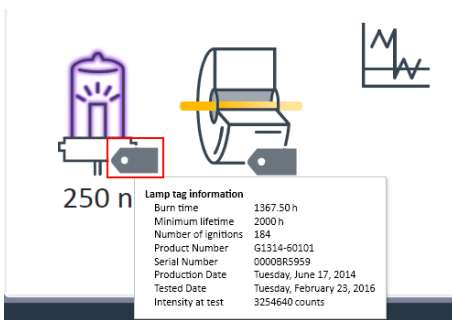 250 n
Lamp tag information
Burn time 1367.50 h
Minimum lifetime 2000 h
Number of ignitions 184
Product Number G1314-60101
Serial Number 0000BR5959
Production Date Tuesday, June 17, 2014
Tested Date Tuesday, February 23, 2016
Intensity at test 3254640 counts